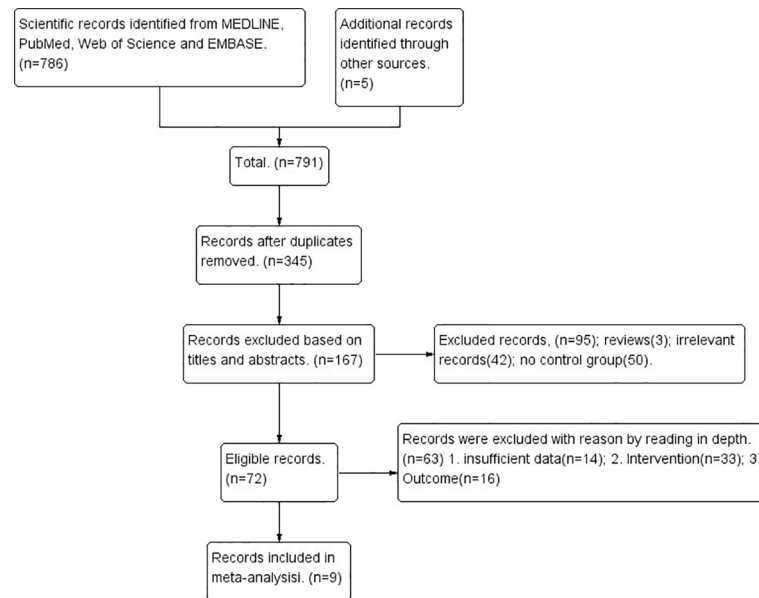 Scientific records identified from MEDLINE,
PubMed, Web of Science and EMBASE.
(n=786)
Additional records
identified through
other sources.
(n=5)
Total. (n=791)
Records after duplicates
removed. (n=345)
Records excluded based on
titles and abstracts. (n=167)
Excluded records, (n=95); reviews(3); irrelevant
records(42); no control group(50).
Eligible records.
(n=72)
Records were excluded with reason by reading in depth.
(n=63) 1. insufficient data(n=14); 2. Intervention(n=33); 3.
Outcome(n=16)
Records included in
meta-analysisi. (n=9)